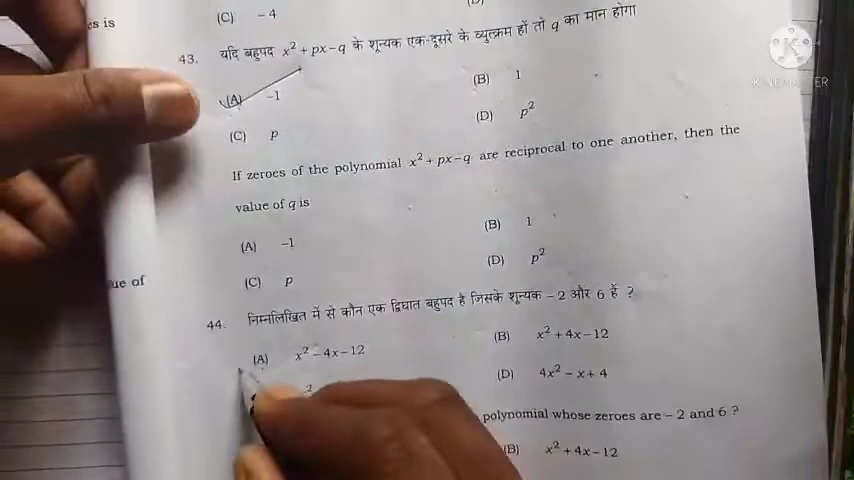 es is
(C) - 4
43. यदि बहुपद x² + px - q के शून्यक एक-दूसरे के व्युत्क्रम हों तो q का मान होगा
(A) -1 (B) 1
(C) p (D) p²
If zeroes of the polynomial x² + px - q are reciprocal to one another, then the
value of q is
(A) -1 (B) 1
(C) p (D) p²
ue of
44. निम्नलिखित में से कौन एक द्विघात बहुपद है जिसके शून्यक - 2 और 6 हैं ?
(A) x² - 4x - 12 (B) x² + 4x - 12
(D) 4x² - x + 4
polynomial whose zeroes are - 2 and 6 ?
(B) x² + 4x - 12